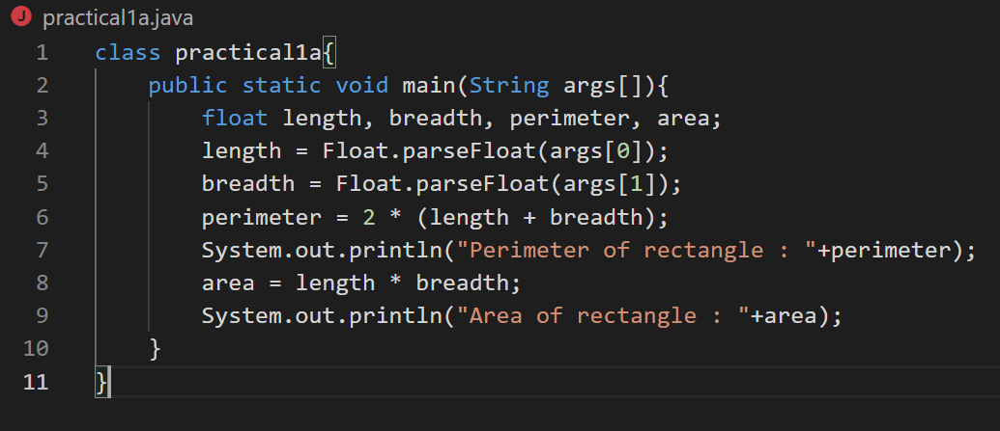 J practical1a.java
1 class practical1a{
2 public static void main(String args[]){
3 float length, breadth, perimeter, area;
4 length = Float.parseFloat(args[0]);
5 breadth = Float.parseFloat(args[1]);
6 perimeter = 2 * (length + breadth);
7 System.out.println("Perimeter of rectangle : "+perimeter);
8 area = length * breadth;
9 System.out.println("Area of rectangle : "+area);
10 }
11 }